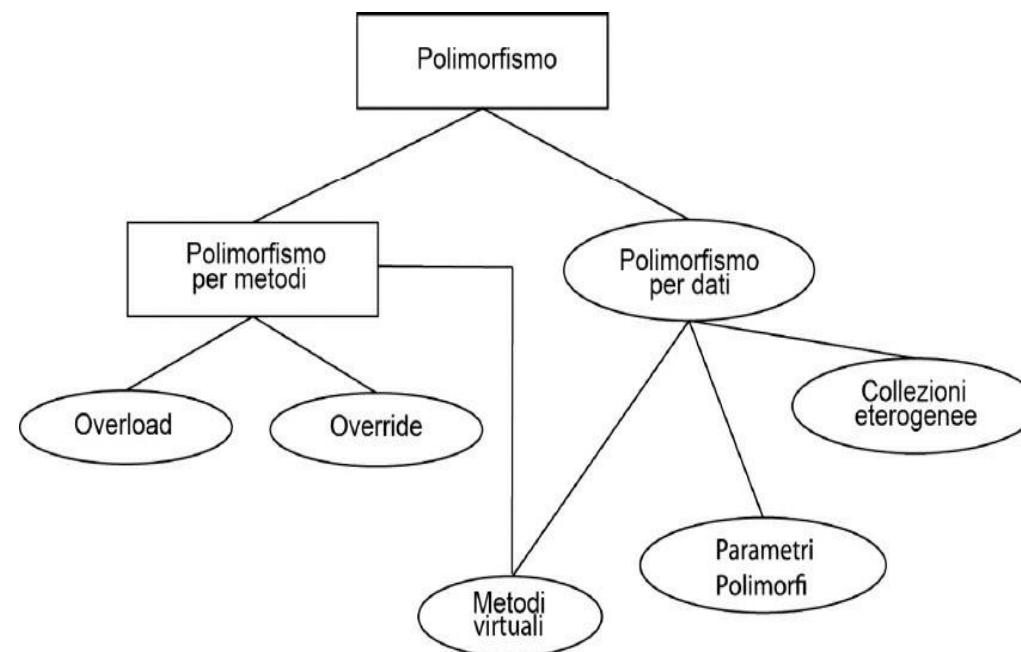 Polimorfismo
Polimorfismo
per metodi
Polimorfismo
per dati
Overload
Override
Collezioni
eterogenee
Parametri
Polimorfi
Metodi
virtuali